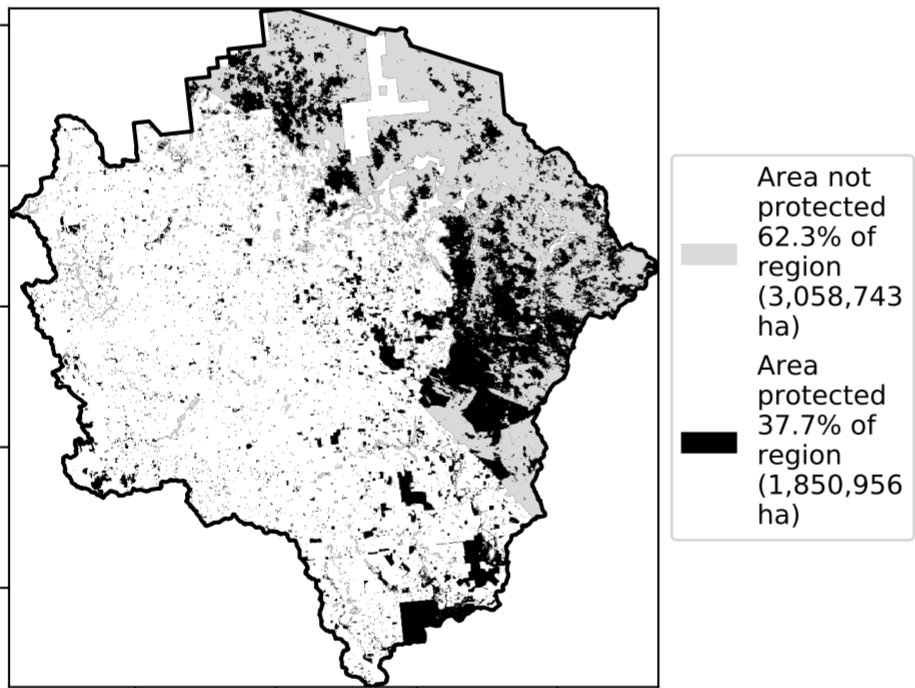 Area not
protected
62.3% of
region
(3,058,743
ha)
Area
protected
37.7% of
region
(1,850,956
ha)